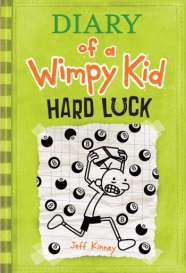 DIARY
of a
Wimpy Kid
HARD LUCK
Jeff Kinney